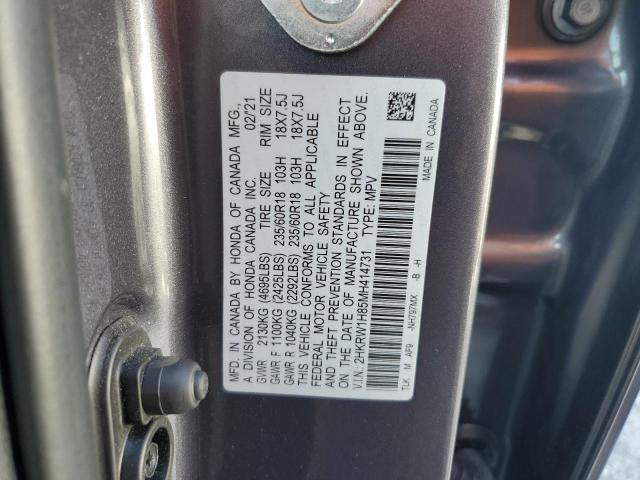 MFD. IN CANADA BY HONDA OF CANADA MFG.,
A DIVISION OF HONDA CANADA INC. 02/21
GVWR 2130KG (4695LBS) TIRE SIZE RIM SIZE
GAWR F 1100KG (2425LBS) 235/60R18 103H 18X7.5J
GAWR R 1040KG (2292LBS) 235/60R18 103H 18X7.5J
THIS VEHICLE CONFORMS TO ALL APPLICABLE
FEDERAL MOTOR VEHICLE SAFETY
AND THEFT PREVENTION STANDARDS IN EFFECT
ON THE DATE OF MANUFACTURE SHOWN ABOVE.
V.I.N.: 2HKRW1H85MH414731 TYPE: MPV
TLK M AP9 -NH797MX -B -H
MADE IN CANADA